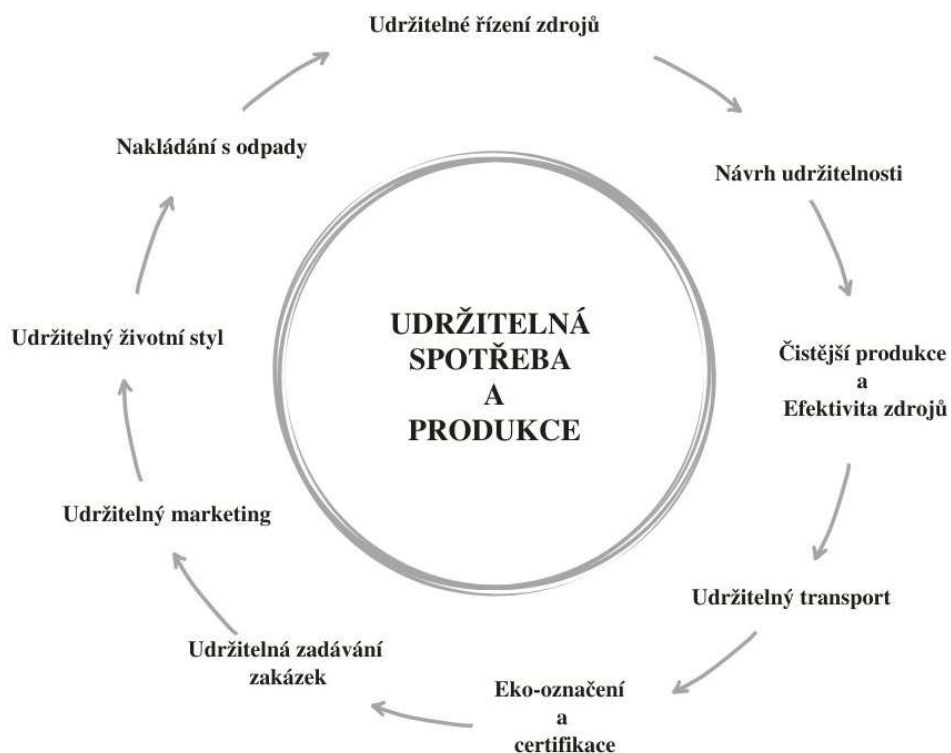 Udržitelné řízení zdrojů
Návrh udržitelnosti
Čistější produkce
a
Efektivita zdrojů
Udržitelný transport
Eko-označení
a
certifikace
Udržitelná zadávání
zakázek
Udržitelný marketing
Udržitelný životní styl
Nakládání s odpady
UDRŽITELNÁ
SPOTŘEBA
A
PRODUKCE